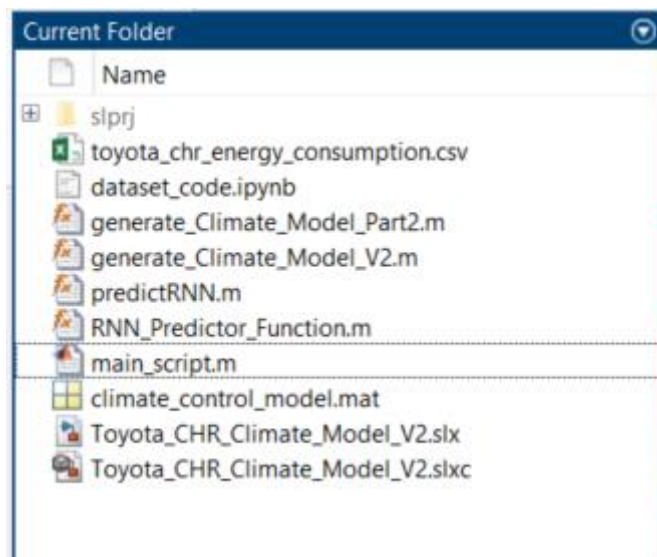 Current Folder
Name
slprj
toyota_chr_energy_consumption.csv
dataset_code.ipynb
generate_Climate_Model_Part2.m
generate_Climate_Model_V2.m
predictRNN.m
RNN_Predictor_Function.m
main_script.m
climate_control_model.mat
Toyota_CHR_Climate_Model_V2.slx
Toyota_CHR_Climate_Model_V2.slxc